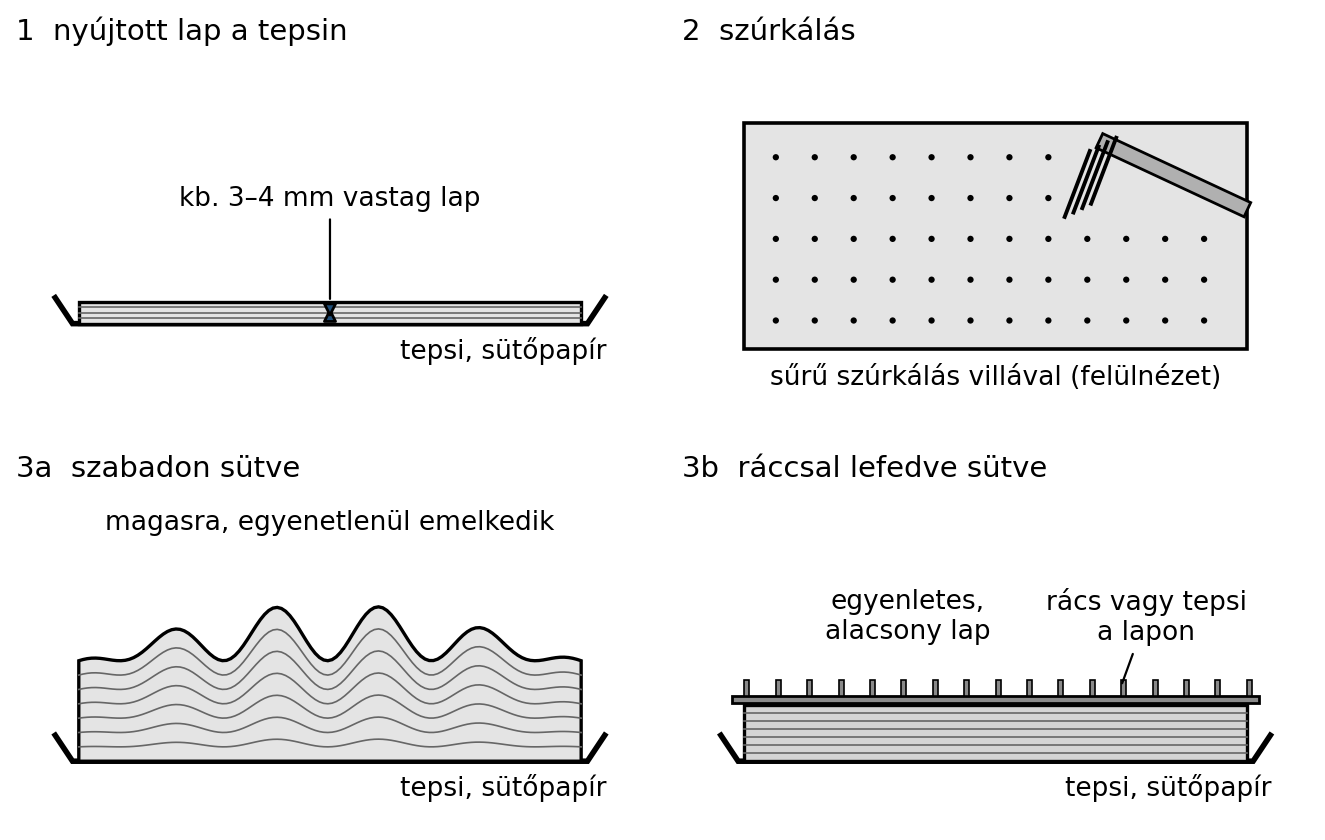 1  nyújtott lap a tepsin
kb. 3–4 mm vastag lap
tepsi, sütőpapír
2  szúrkálás
sűrű szúrkálás villával (felülnézet)
3a  szabadon sütve
magasra, egyenetlenül emelkedik
tepsi, sütőpapír
3b  ráccsal lefedve sütve
egyenletes,
alacsony lap
rács vagy tepsi
a lapon
tepsi, sütőpapír